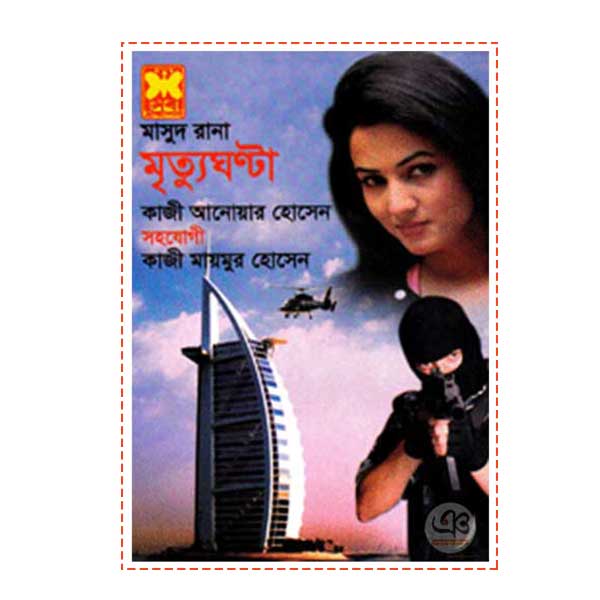 সেবা
মাসুদ রানা
মৃত্যুঘণ্টা
কাজী আনোয়ার হোসেন
সহযোগী
কাজী মায়মুর হোসেন